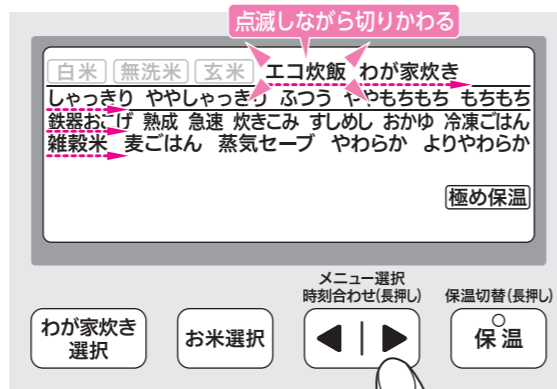 点滅しながら切りかわる
白米 無洗米 玄米 エコ炊飯 わが家炊き
しゃっきり ややしゃっきり ふつう ややもちもち もちもち
鉄器おこげ 熟成 急速 炊きこみ すしめし おかゆ 冷凍ごはん
雑穀米 麦ごはん 蒸気セーブ やわらか よりやわらか
極め保温
メニュー選択
時刻合わせ(長押し)
保温切替(長押し)
わが家炊き
選択
お米選択
保温